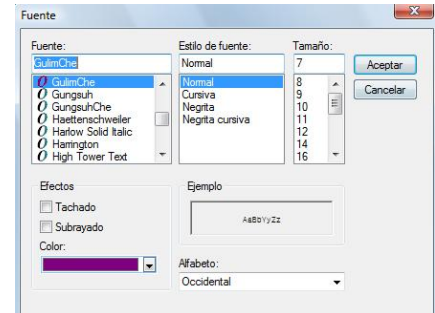 Fuente
Fuente:
Estilo de fuente:
Tamaño:
GulimChe
Normal
7
Aceptar
GulimChe
Gungsuh
GungsuhChe
Haettenschweiler
Harlow Solid Italic
Harrington
High Tower Text
Normal
Cursiva
Negrita
Negrita cursiva
8
9
10
11
12
14
16
Cancelar
Efectos
Tachado
Subrayado
Color:
Ejemplo
AaBbYyZz
Alfabeto:
Occidental